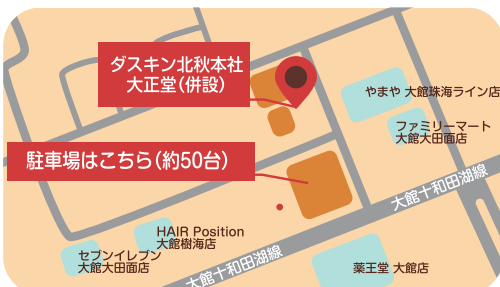 ダスキン北秋本社
大正堂(併設)
やまや 大館珠海ライン店
ファミリーマート
大館大田面店
駐車場はこちら(約50台)
大館十和田湖線
HAIR Position
大館樹海店
セブンイレブン
大館大田面店
大館十和田湖線
薬王堂 大館店